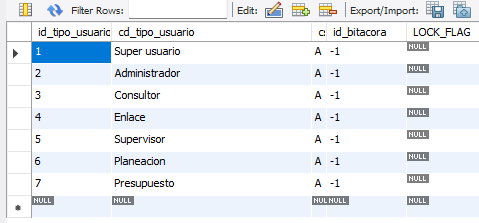 Filter Rows: Edit: Export/Import:
id_tipo_usuario cd_tipo_usuario cs id_bitacora LOCK_FLAG
1 Super usuario A -1 NULL
2 Administrador A -1 NULL
3 Consultor A -1 NULL
4 Enlace A -1 NULL
5 Supervisor A -1 NULL
6 Planeacion A -1 NULL
7 Presupuesto A -1 NULL
NULL NULL NULL NULL NULL